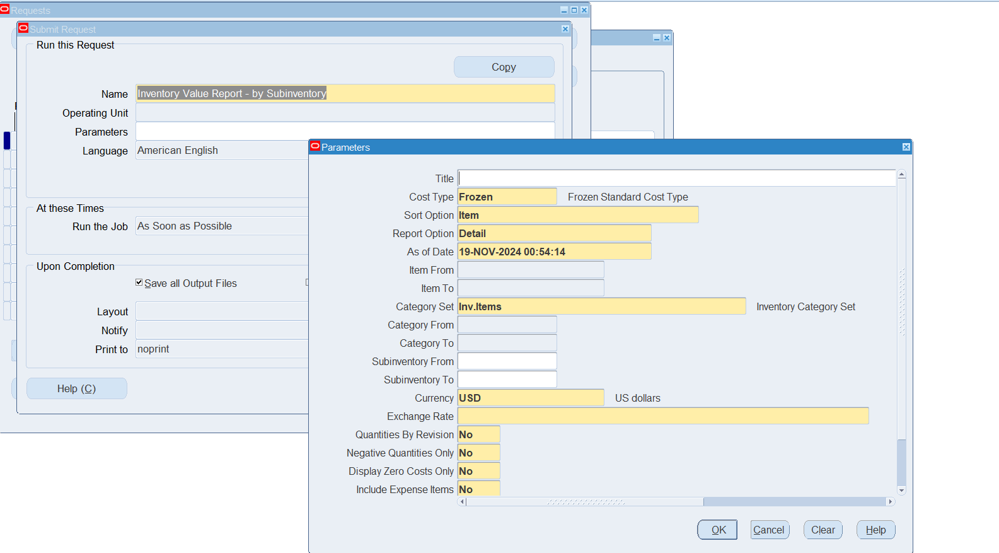 Requests
Submit Request
Run this Request
Copy
Name Inventory Value Report - by Subinventory
Operating Unit
Parameters
Language American English
At these Times
Run the Job As Soon as Possible
Upon Completion
Save all Output Files
Layout
Notify
Print to noprint
Help (C)
Parameters
Title
Cost Type Frozen Frozen Standard Cost Type
Sort Option Item
Report Option Detail
As of Date 19-NOV-2024 00:54:14
Item From
Item To
Category Set Inv.Items Inventory Category Set
Category From
Category To
Subinventory From
Subinventory To
Currency USD US dollars
Exchange Rate
Quantities By Revision No
Negative Quantities Only No
Display Zero Costs Only No
Include Expense Items No
OK Cancel Clear Help